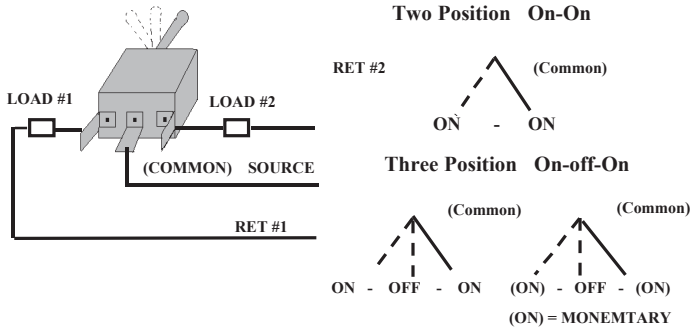 Two Position On-On
RET #2
(Common)
LOAD #1
LOAD #2
ON - ON
(COMMON) SOURCE
Three Position On-off-On
RET #1
(Common)
(Common)
ON - OFF - ON
(ON) - OFF - (ON)
(ON) = MONEMTARY